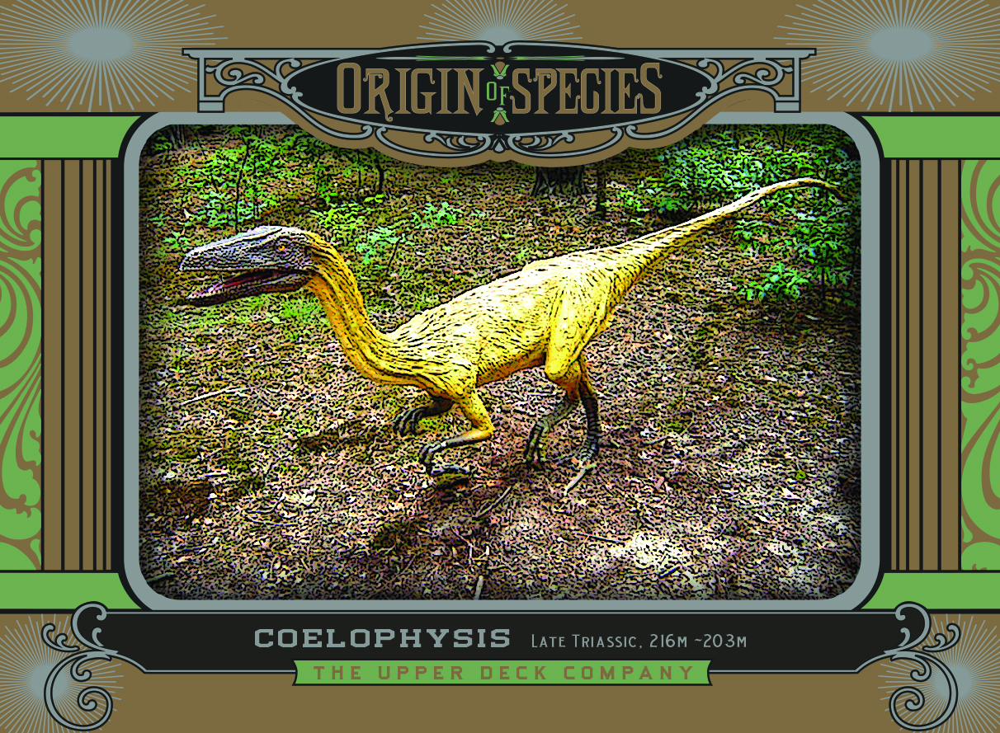 ORIGIN OF SPECIES
COELOPHYSIS LATE TRIASSIC, 216M ~203M
THE UPPER DECK COMPANY